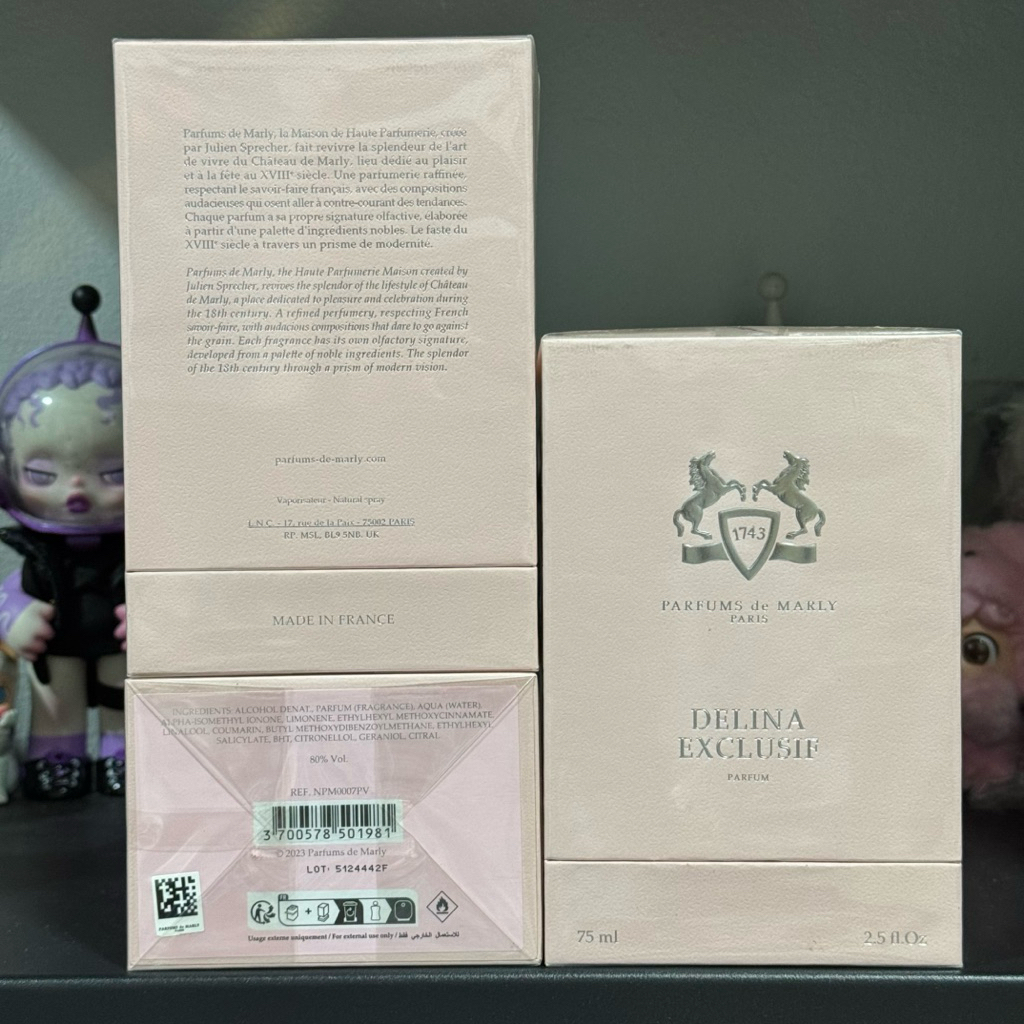 Parfums de Marly, la Maison de Haute Parfumerie, créée
par Julien Sprecher, fait revivre la splendeur de l'art
de vivre du Château de Marly, lieu dédié au plaisir
et à la fête au XVIIIᵉ siècle. Une parfumerie raffinée,
respectant le savoir-faire français, avec des compositions
audacieuses qui osent aller à contre-courant des tendances.
Chaque parfum a sa propre signature olfactive, élaborée
à partir d'une palette d'ingrédients nobles. Le faste du
XVIIIᵉ siècle à travers un prisme de modernité.
Parfums de Marly, the Haute Parfumerie Maison created by
Julien Sprecher, revives the splendor of the lifestyle of Château
de Marly, a place dedicated to pleasure and celebration during
the 18th century. A refined perfumery, respecting French
savoir-faire, with audacious compositions that dare to go against
the grain. Each fragrance has its own olfactory signature,
developed from a palette of noble ingredients. The splendor
of the 18th century through a prism of modern vision.
parfums-de-marly.com
Vaporisateur - Natural spray
I.N.C. - 17, rue de la Paix - 75002 PARIS
RP. MSL, BL9 5NB. UK
MADE IN FRANCE
INGREDIENTS: ALCOHOL DENAT., PARFUM (FRAGRANCE), AQUA (WATER),
ALPHA-ISOMETHYL IONONE, LIMONENE, ETHYLHEXYL METHOXYCINNAMATE,
LINALOOL, COUMARIN, BUTYL METHOXYDIBENZOYLMETHANE, ETHYLHEXYL
SALICYLATE, BHT, CITRONELLOL, GERANIOL, CITRAL
80% Vol.
REF. NPM0007PV
3 700578 501981
© 2023 Parfums de Marly
LOT: 5124442F
PARFUMS de MARLY
PARIS
FR
Usage externe uniquement / For external use only / للاستعمال الخارجي فقط
1743
PARFUMS de MARLY
PARIS
DELINA
EXCLUSIF
PARFUM
75 ml
2.5 fl.Oz